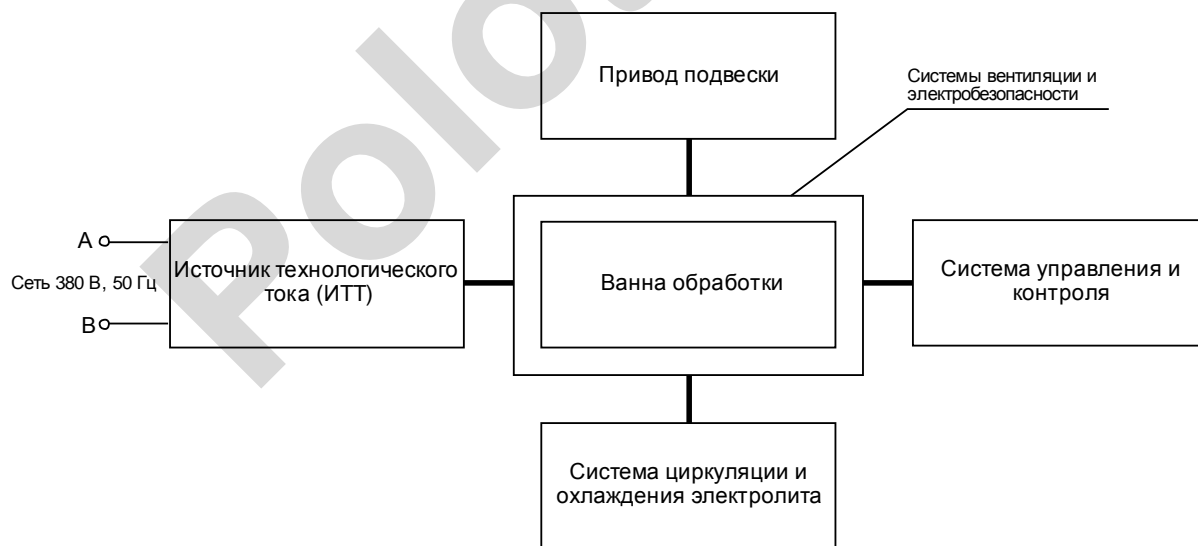 Привод подвески
Системы вентиляции и
электробезопасности
А
Источник технологического
тока (ИТТ)
Сеть 380 В, 50 Гц
В
Ванна обработки
Система управления и
контроля
Система циркуляции и
охлаждения электролита